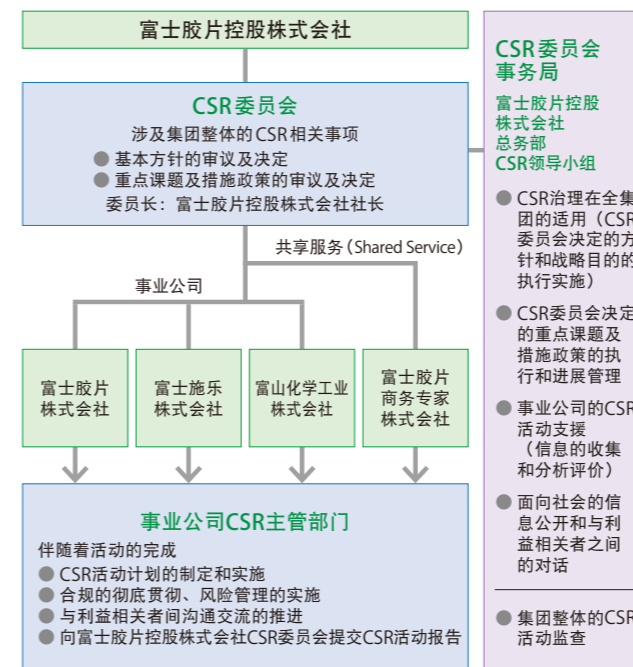 富士胶片控股株式会社
CSR委员会
涉及集团整体的CSR相关事项
● 基本方针的审议及决定
● 重点课题及措施政策的审议及决定
委员长：富士胶片控股株式会社社长
共享服务（Shared Service）
事业公司
富士胶片
株式会社
富士施乐
株式会社
富山化学工业
株式会社
富士胶片
商务专家
株式会社
事业公司CSR主管部门
伴随着活动的完成
● CSR活动计划的制定和实施
● 合规的彻底贯彻、风险管理的实施
● 与利益相关者间沟通交流的推进
● 向富士胶片控股株式会社CSR委员会提交CSR活动报告
CSR委员会
事务局
富士胶片控股
株式会社
总务部
CSR领导小组
● CSR治理在全集
团的适用（CSR
委员会决定的方
针和战略目的的
执行实施）
● CSR委员会决定
的重点课题及
措施政策的执
行和进展管理
● 事业公司的CSR
活动支援
（信息的收集
和分析评价）
● 面向社会的信
息公开和与利
益相关者之间
的对话
● 集团整体的CSR
活动监查